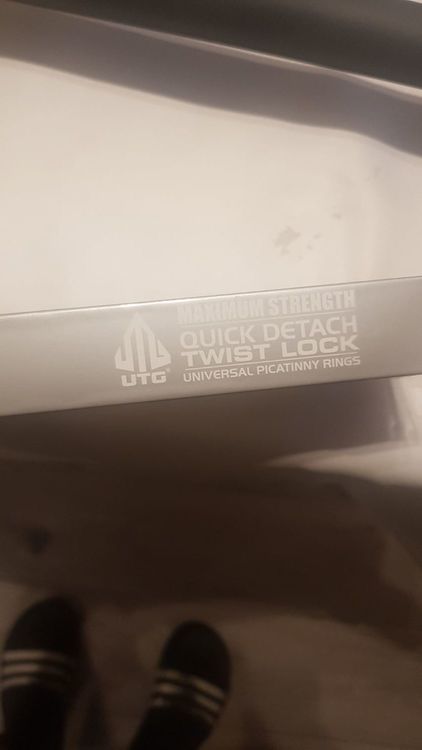 MAXIMUM STRENGTH
QUICK DETACH
TWIST LOCK
UNIVERSAL PICATINNY RINGS
UTG®